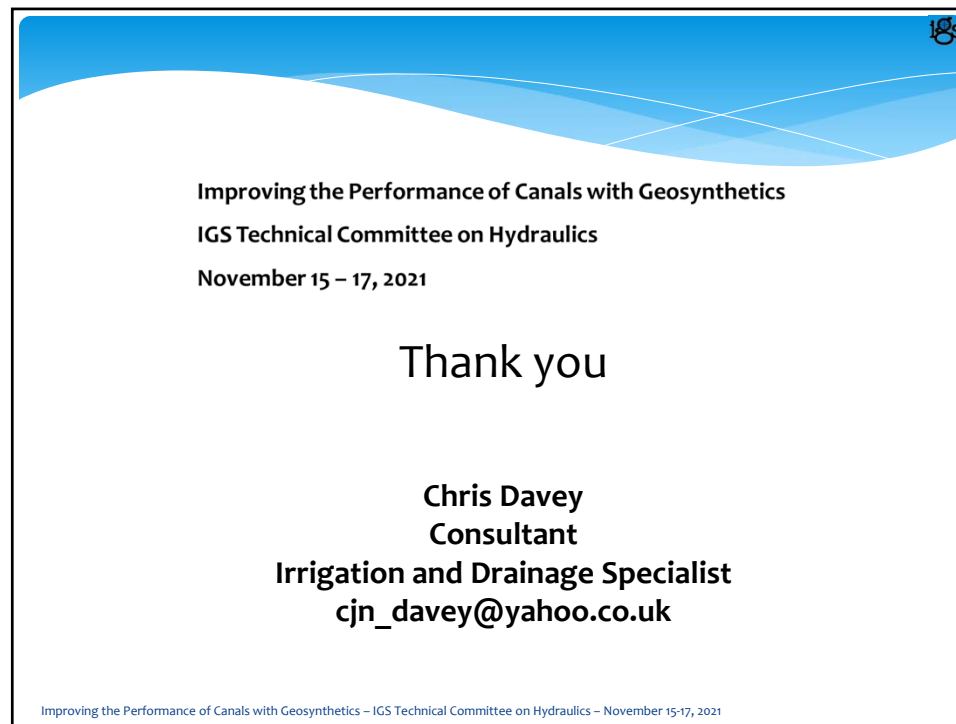 igs
Improving the Performance of Canals with Geosynthetics
IGS Technical Committee on Hydraulics
November 15 – 17, 2021
Thank you
Chris Davey
Consultant
Irrigation and Drainage Specialist
cjn_davey@yahoo.co.uk
Improving the Performance of Canals with Geosynthetics – IGS Technical Committee on Hydraulics – November 15-17, 2021